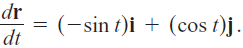 dr/dt = (−sin t)i + (cos t)j.